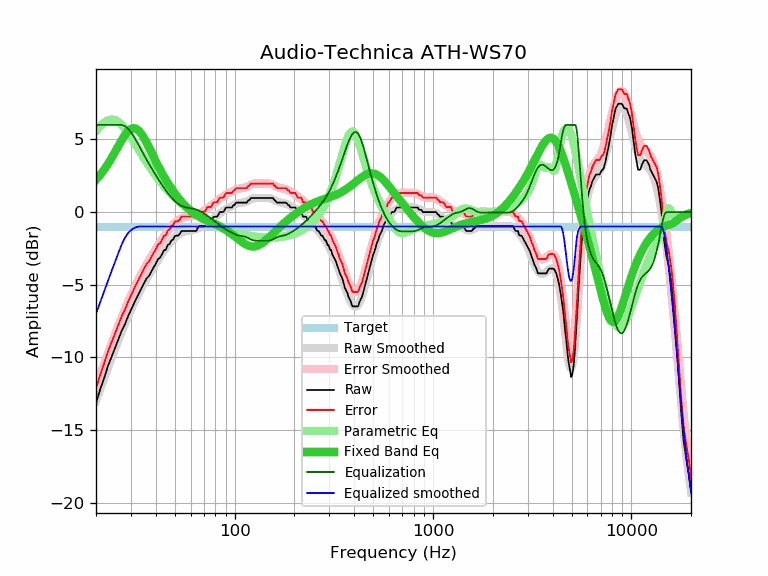 Audio-Technica ATH-WS70
Amplitude (dBr)
5
0
−5
−10
−15
−20
Target
Raw Smoothed
Error Smoothed
Raw
Error
Parametric Eq
Fixed Band Eq
Equalization
Equalized smoothed
100
1000
10000
Frequency (Hz)